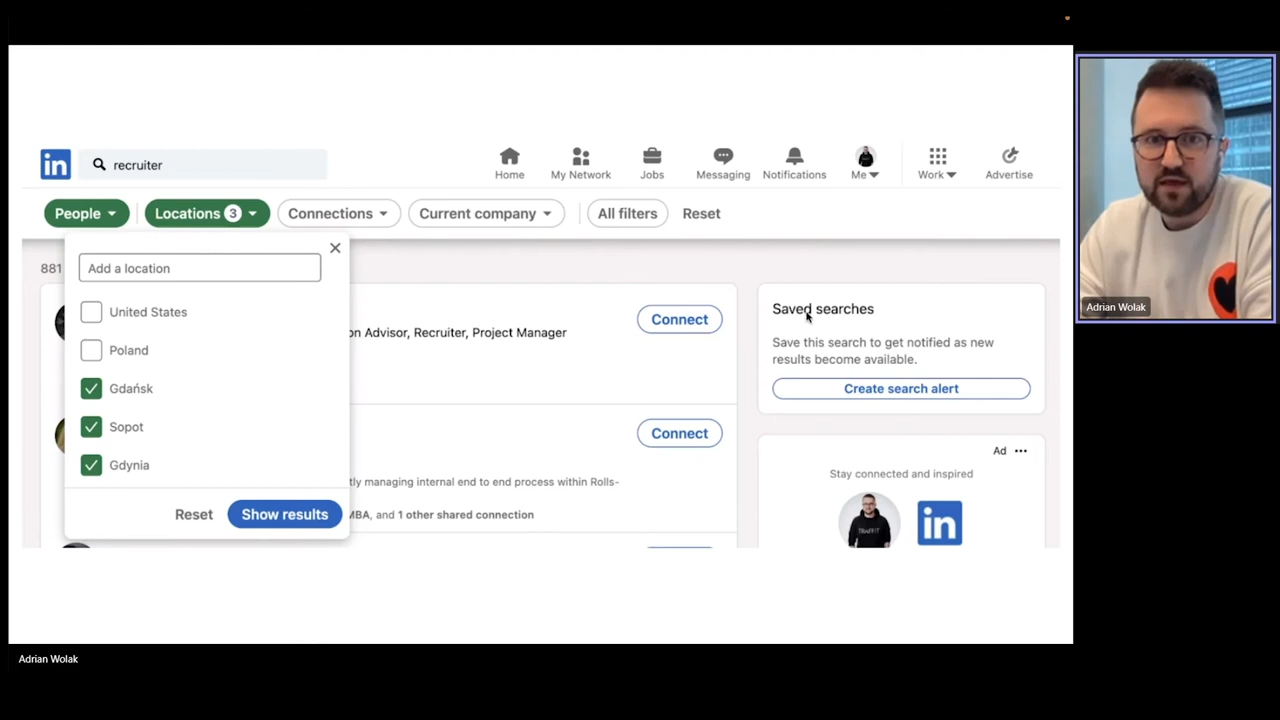 in
recruiter
Home
My Network
Jobs
Messaging
Notifications
Me
Work
Advertise
People
Locations 3
Connections
Current company
All filters
Reset
881
Add a location
United States
Poland
Gdańsk
Sopot
Gdynia
Reset
Show results
on Advisor, Recruiter, Project Manager
Connect
Connect
tly managing internal end to end process within Rolls-
MBA, and 1 other shared connection
Saved searches
Save this search to get notified as new
results become available.
Create search alert
Ad
Stay connected and inspired
TRAFFIT
in
Adrian Wolak
Adrian Wolak